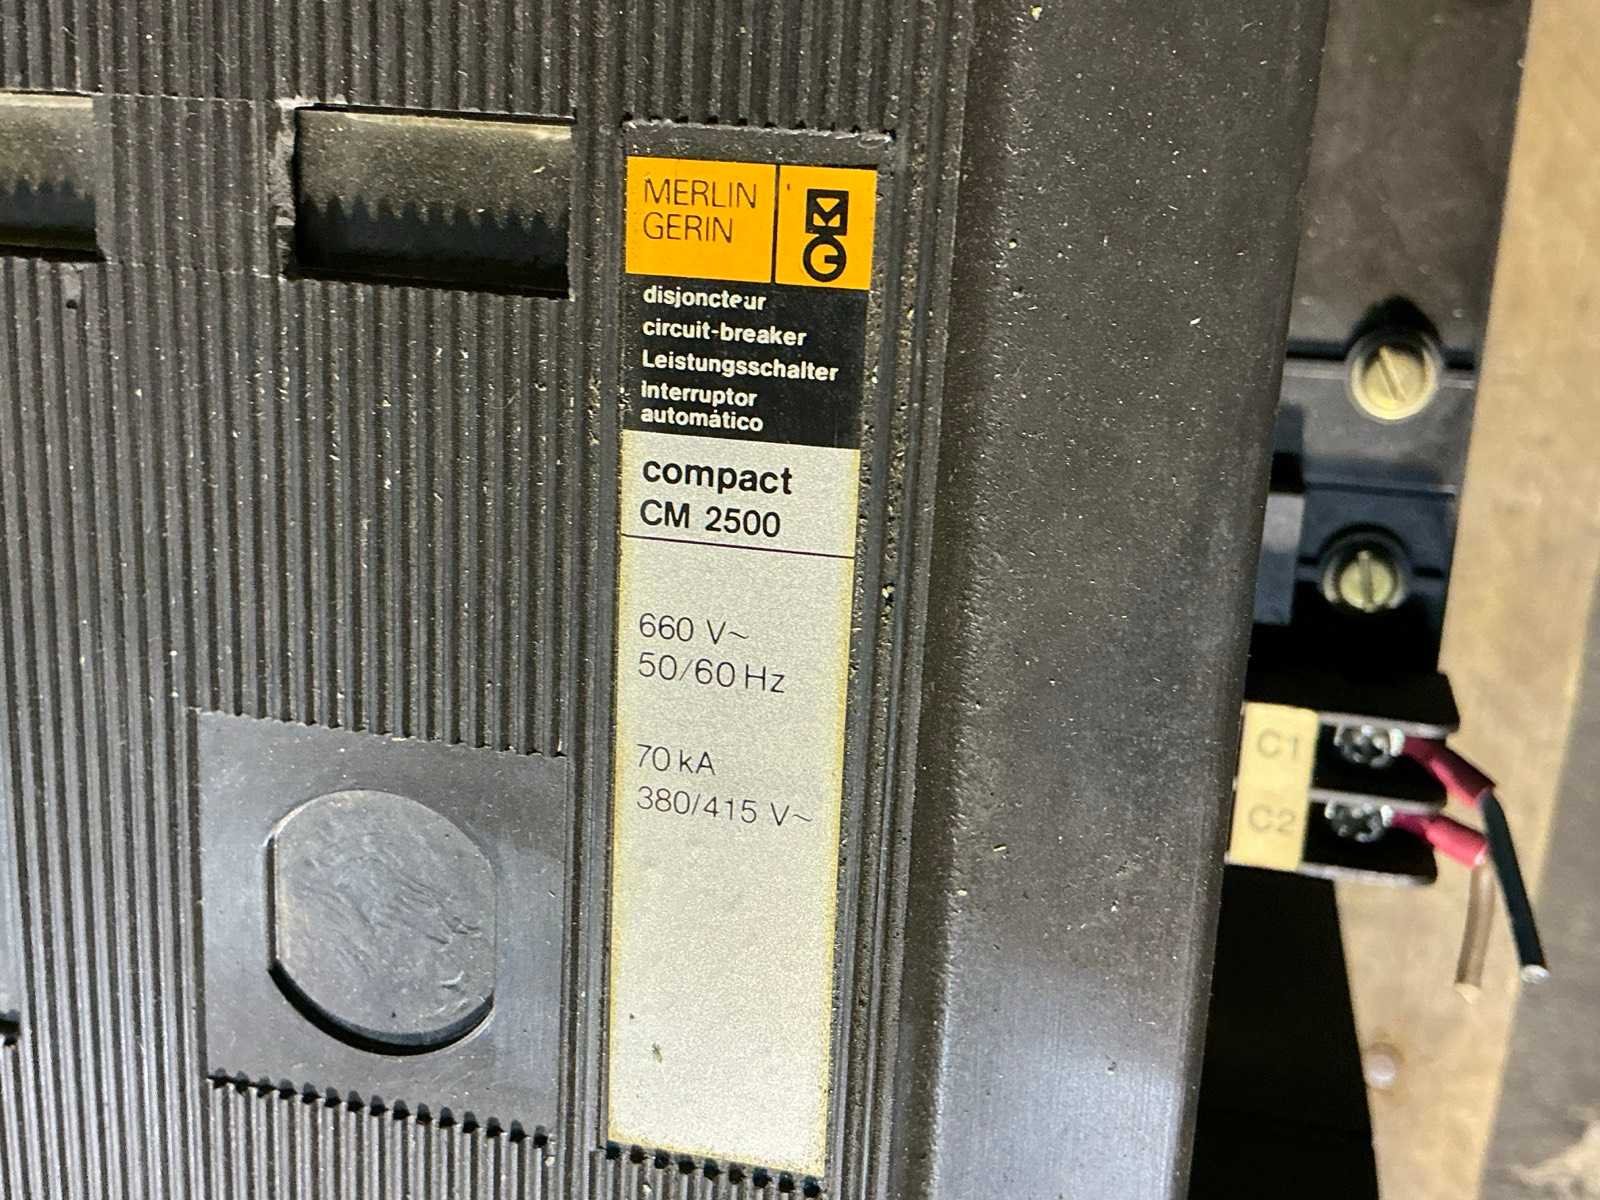 MERLIN
GERIN
MG
disjoncteur
circuit-breaker
Leistungsschalter
interruptor
automático
compact
CM 2500
660 V~
50/60 Hz
70 kA
380/415 V~
C1
C2